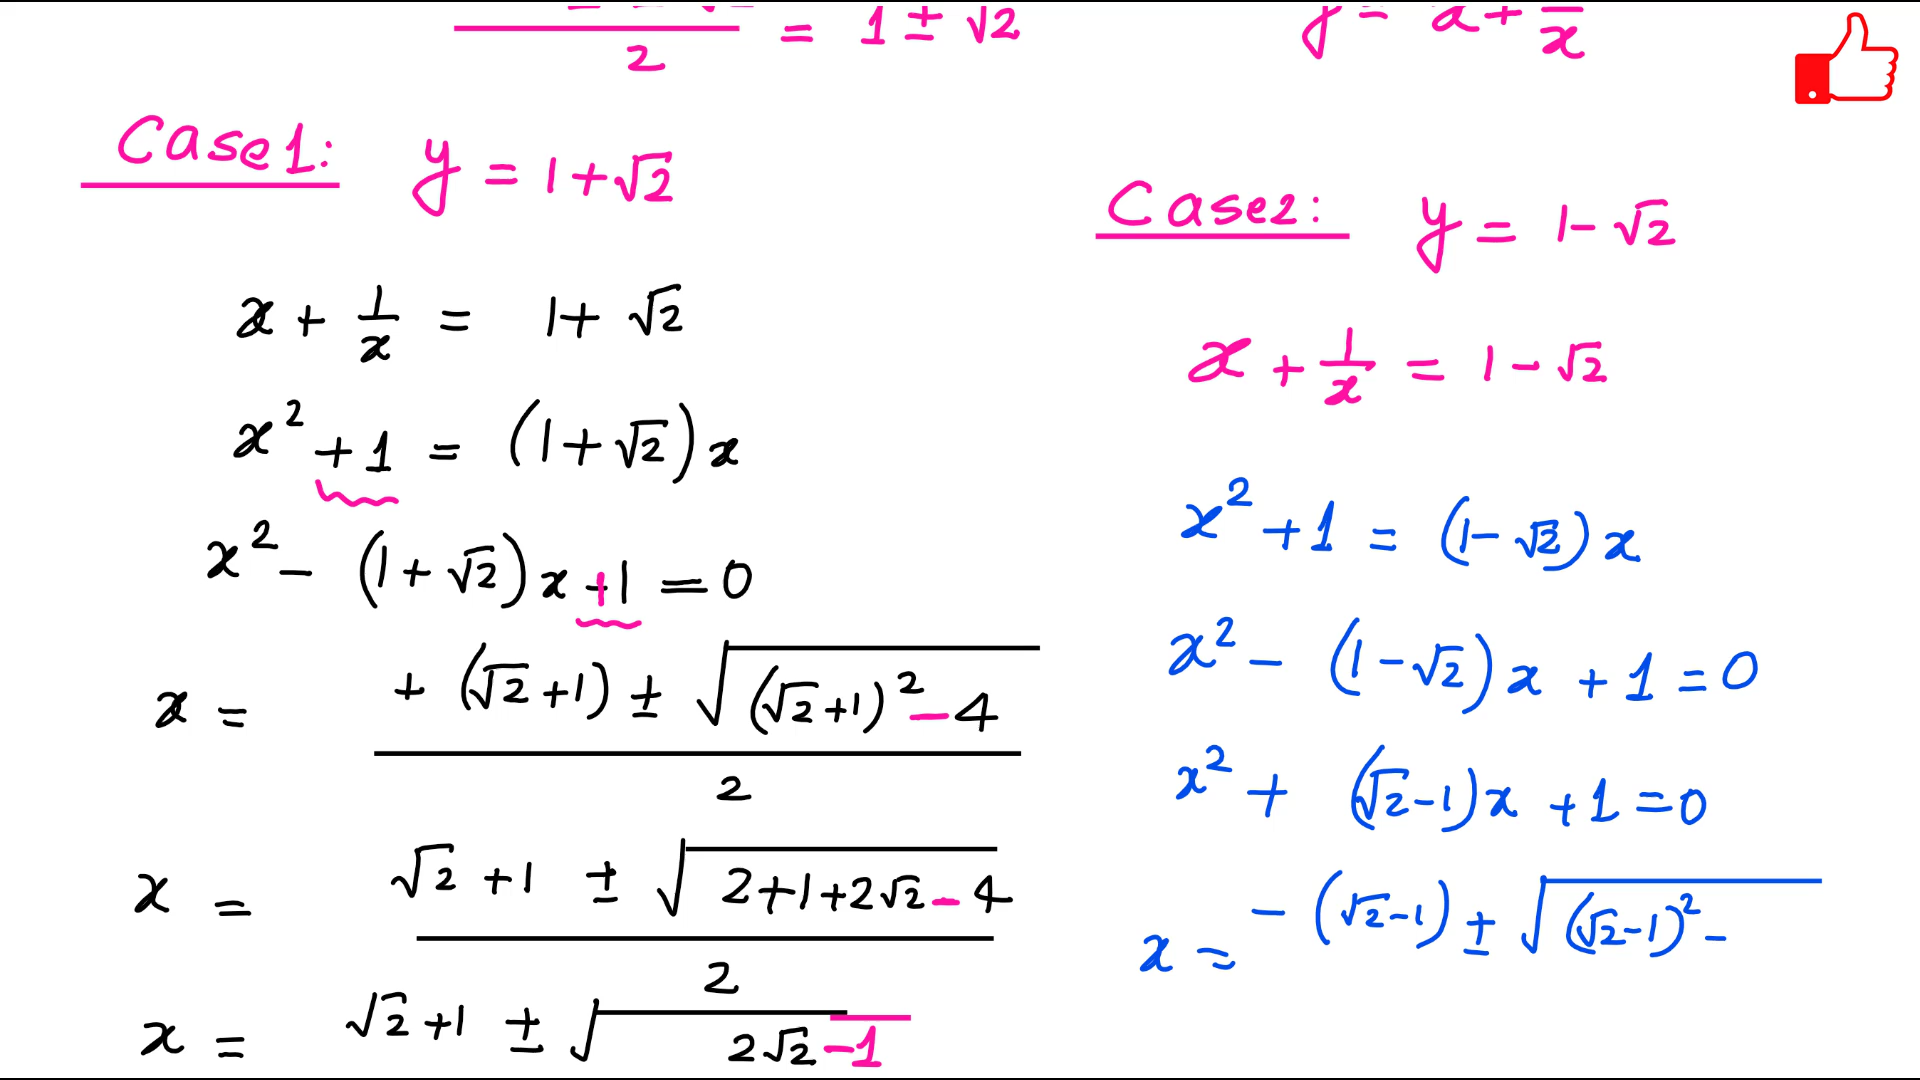 /2 = 1 ± √2
y = x + /x
Case1: y = 1+√2
x + 1/x = 1+ √2
x² +1 = (1+√2)x
x² - (1+√2)x +1 =0
x = (+(√2+1) ± √((√2+1)² - 4))/2
x = (√2 +1 ± √(2+1+2√2 - 4))/2
x = √2+1 ± √(2√2 -1)
Case2: y = 1-√2
x + 1/x = 1-√2
x² +1 = (1-√2)x
x² - (1-√2)x +1 =0
x² + (√2-1)x +1 =0
x = -(√2-1) ± √((√2-1)² -